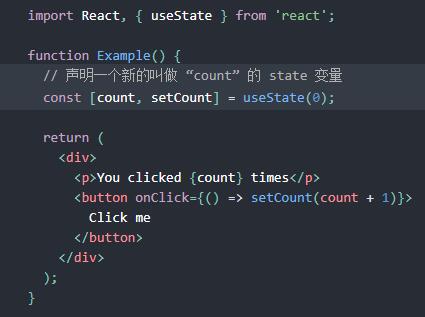 import React, { useState } from 'react';
function Example() {
// 声明一个新的叫做 “count” 的 state 变量
const [count, setCount] = useState(0);
return (
<div>
<p>You clicked {count} times</p>
<button onClick={() => setCount(count + 1)}>
Click me
</button>
</div>
);
}